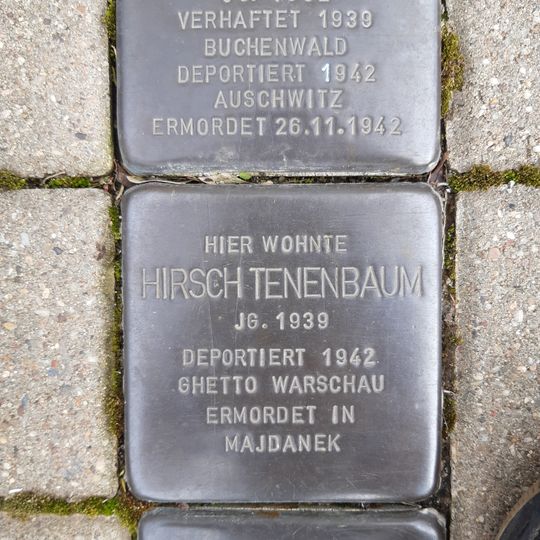 VERHAFTET 1939
BUCHENWALD
DEPORTIERT 1942
AUSCHWITZ
ERMORDET 26.11.1942
HIER WOHNTE
HIRSCH TENENBAUM
JG. 1939
DEPORTIERT 1942
GHETTO WARSCHAU
ERMORDET IN
MAJDANEK